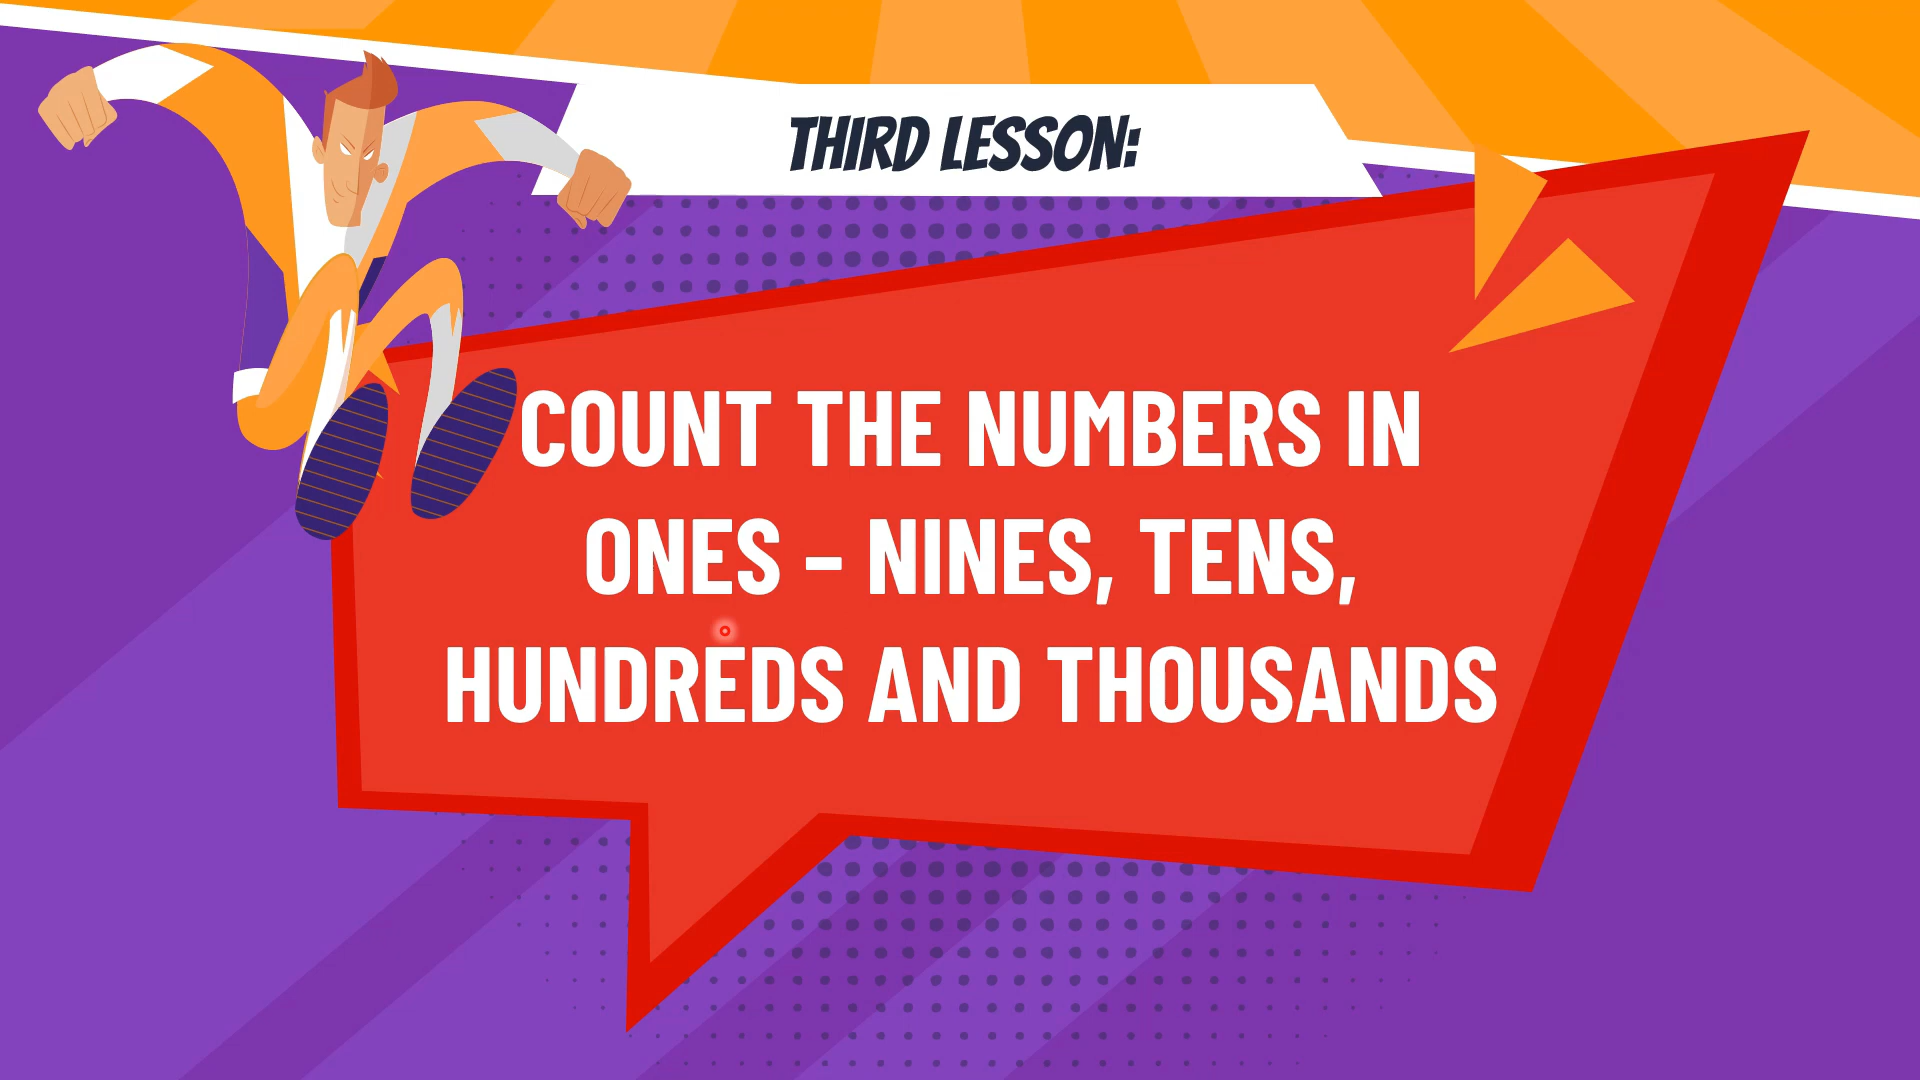 THIRD LESSON:
COUNT THE NUMBERS IN
ONES – NINES, TENS,
HUNDREDS AND THOUSANDS